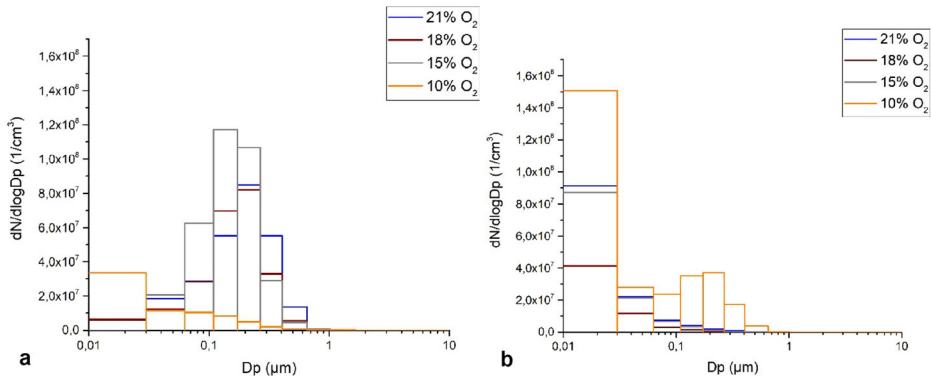 21% O2
18% O2
15% O2
10% O2
1,6x10^8
1,4x10^8
1,2x10^8
1,0x10^8
8,0x10^7
6,0x10^7
4,0x10^7
2,0x10^7
0,0
dN/dlogDp (1/cm3)
0,01
0,1
1
10
Dp (µm)
a
21% O2
18% O2
15% O2
10% O2
1,6x10^8
1,4x10^8
1,2x10^8
1,0x10^8
8,0x10^7
6,0x10^7
4,0x10^7
2,0x10^7
0,0
dN/dlogDp (1/cm3)
0,01
0,1
1
10
Dp (µm)
b